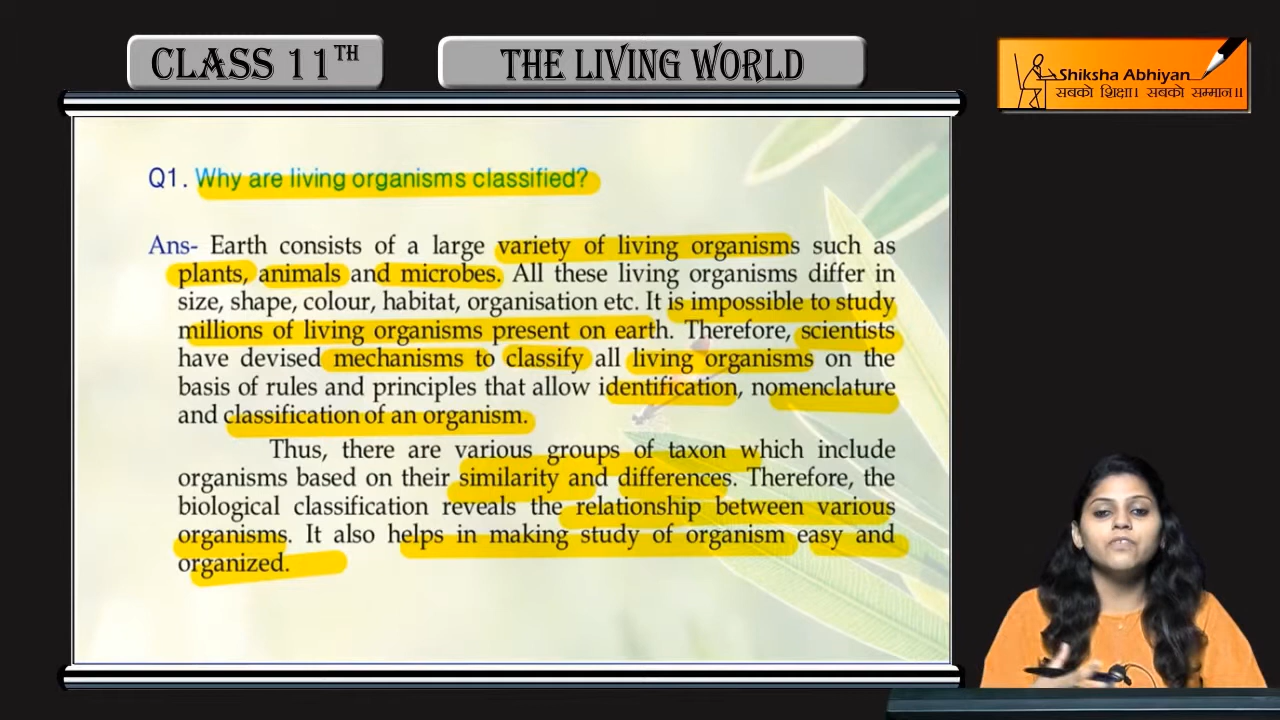 CLASS 11TH
THE LIVING WORLD
Shiksha Abhiyan
सबको शिक्षा। सबको सम्मान॥
Q1. Why are living organisms classified?
Ans- Earth consists of a large variety of living organisms such as
plants, animals and microbes. All these living organisms differ in
size, shape, colour, habitat, organisation etc. It is impossible to study
millions of living organisms present on earth. Therefore, scientists
have devised mechanisms to classify all living organisms on the
basis of rules and principles that allow identification, nomenclature
and classification of an organism.
Thus, there are various groups of taxon which include
organisms based on their similarity and differences. Therefore, the
biological classification reveals the relationship between various
organisms. It also helps in making study of organism easy and
organized.